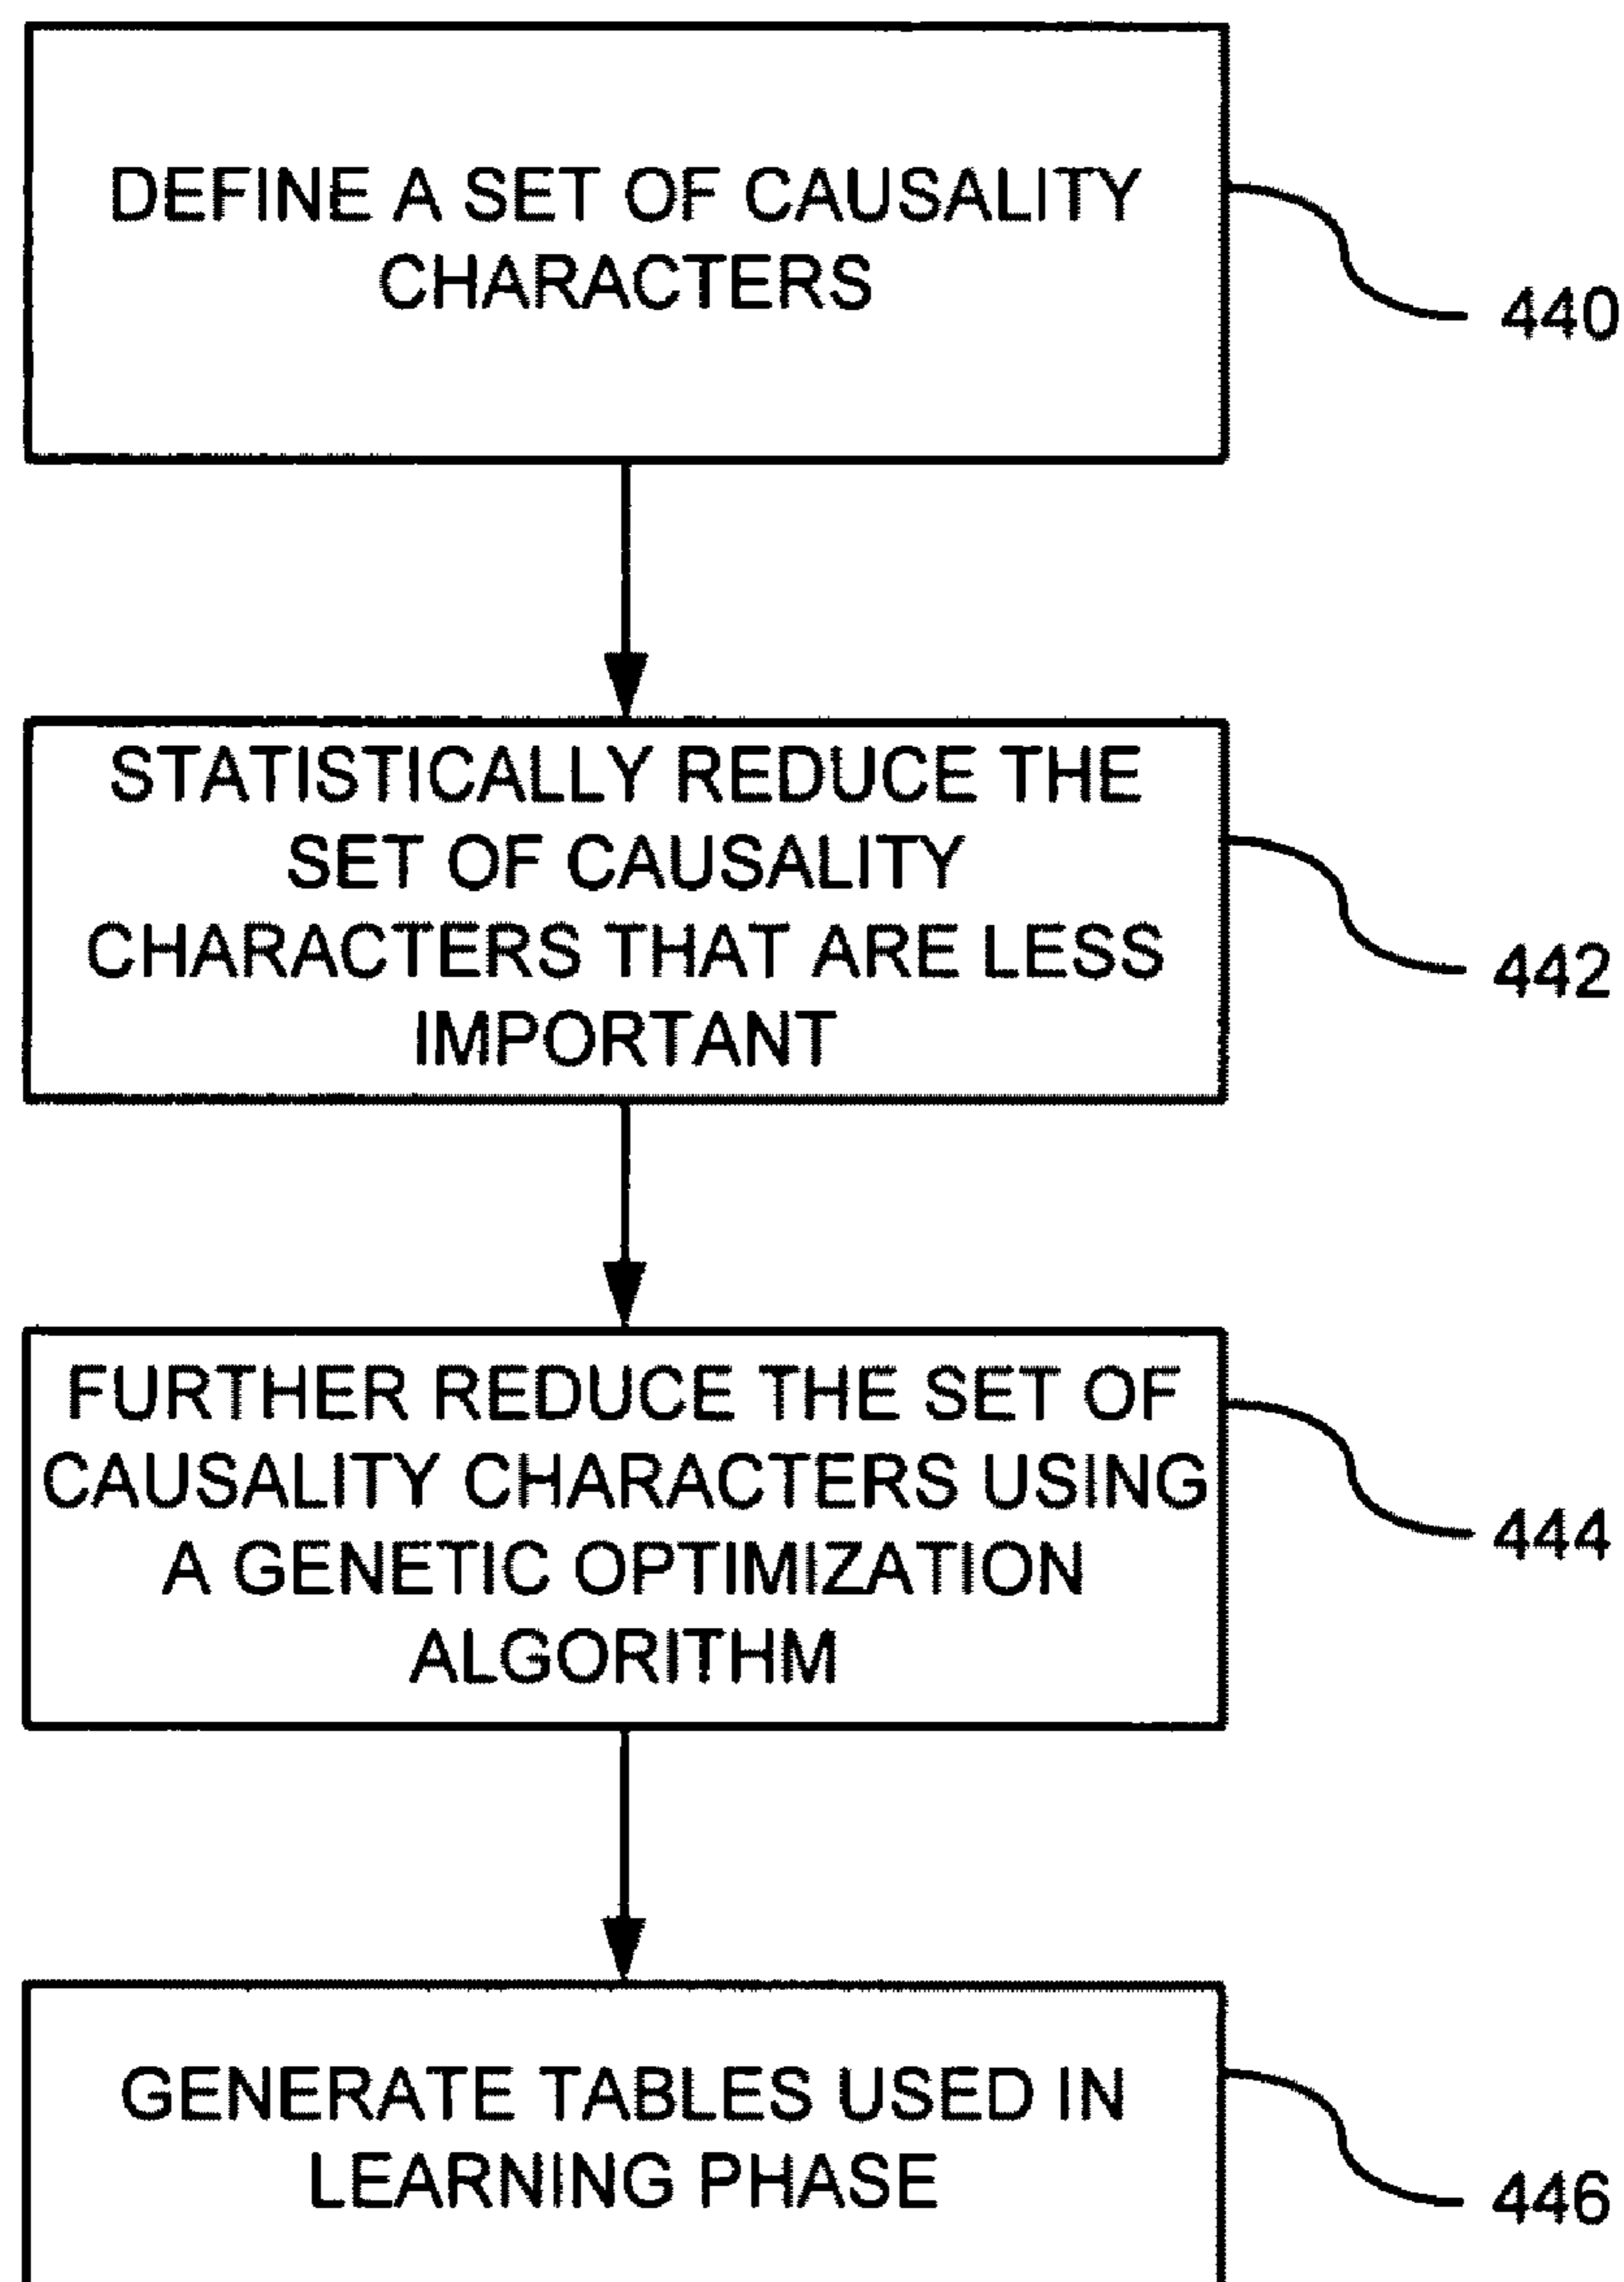 DEFINE A SET OF CAUSALITY
CHARACTERS
440
STATISTICALLY REDUCE THE
SET OF CAUSALITY
CHARACTERS THAT ARE LESS
IMPORTANT
442
FURTHER REDUCE THE SET OF
CAUSALITY CHARACTERS USING
A GENETIC OPTIMIZATION
ALGORITHM
444
GENERATE TABLES USED IN
LEARNING PHASE
446